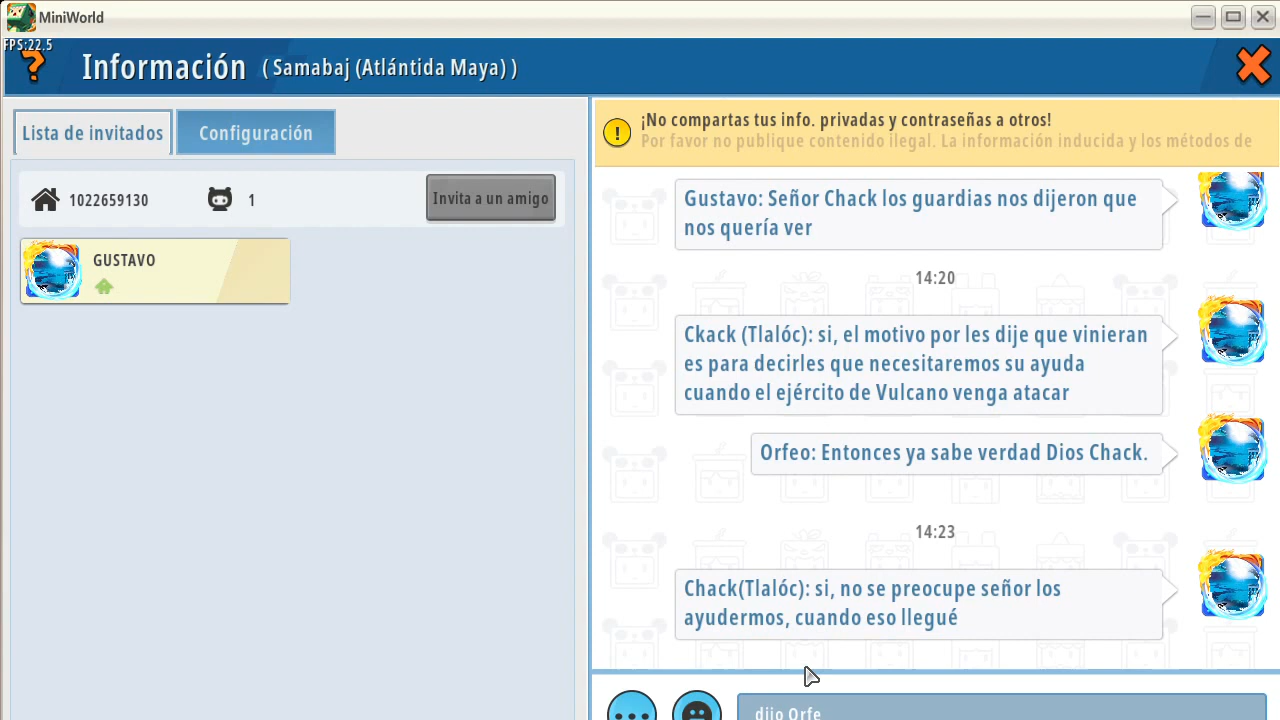 MiniWorld
FPS:22.5
Información ( Samabaj (Atlántida Maya) )
Lista de invitados
Configuración
1022659130
1
Invita a un amigo
GUSTAVO
¡No compartas tus info. privadas y contraseñas a otros!
Por favor no publique contenido ilegal. La información inducida y los métodos de
Gustavo: Señor Chack los guardias nos dijeron que
nos quería ver
14:20
Ckack (Tlalóc): si, el motivo por les dije que vinieran
es para decirles que necesitaremos su ayuda
cuando el ejército de Vulcano venga atacar
Orfeo: Entonces ya sabe verdad Dios Chack.
14:23
Chack(Tlalóc): si, no se preocupe señor los
ayudermos, cuando eso llegué
dijo Orfe